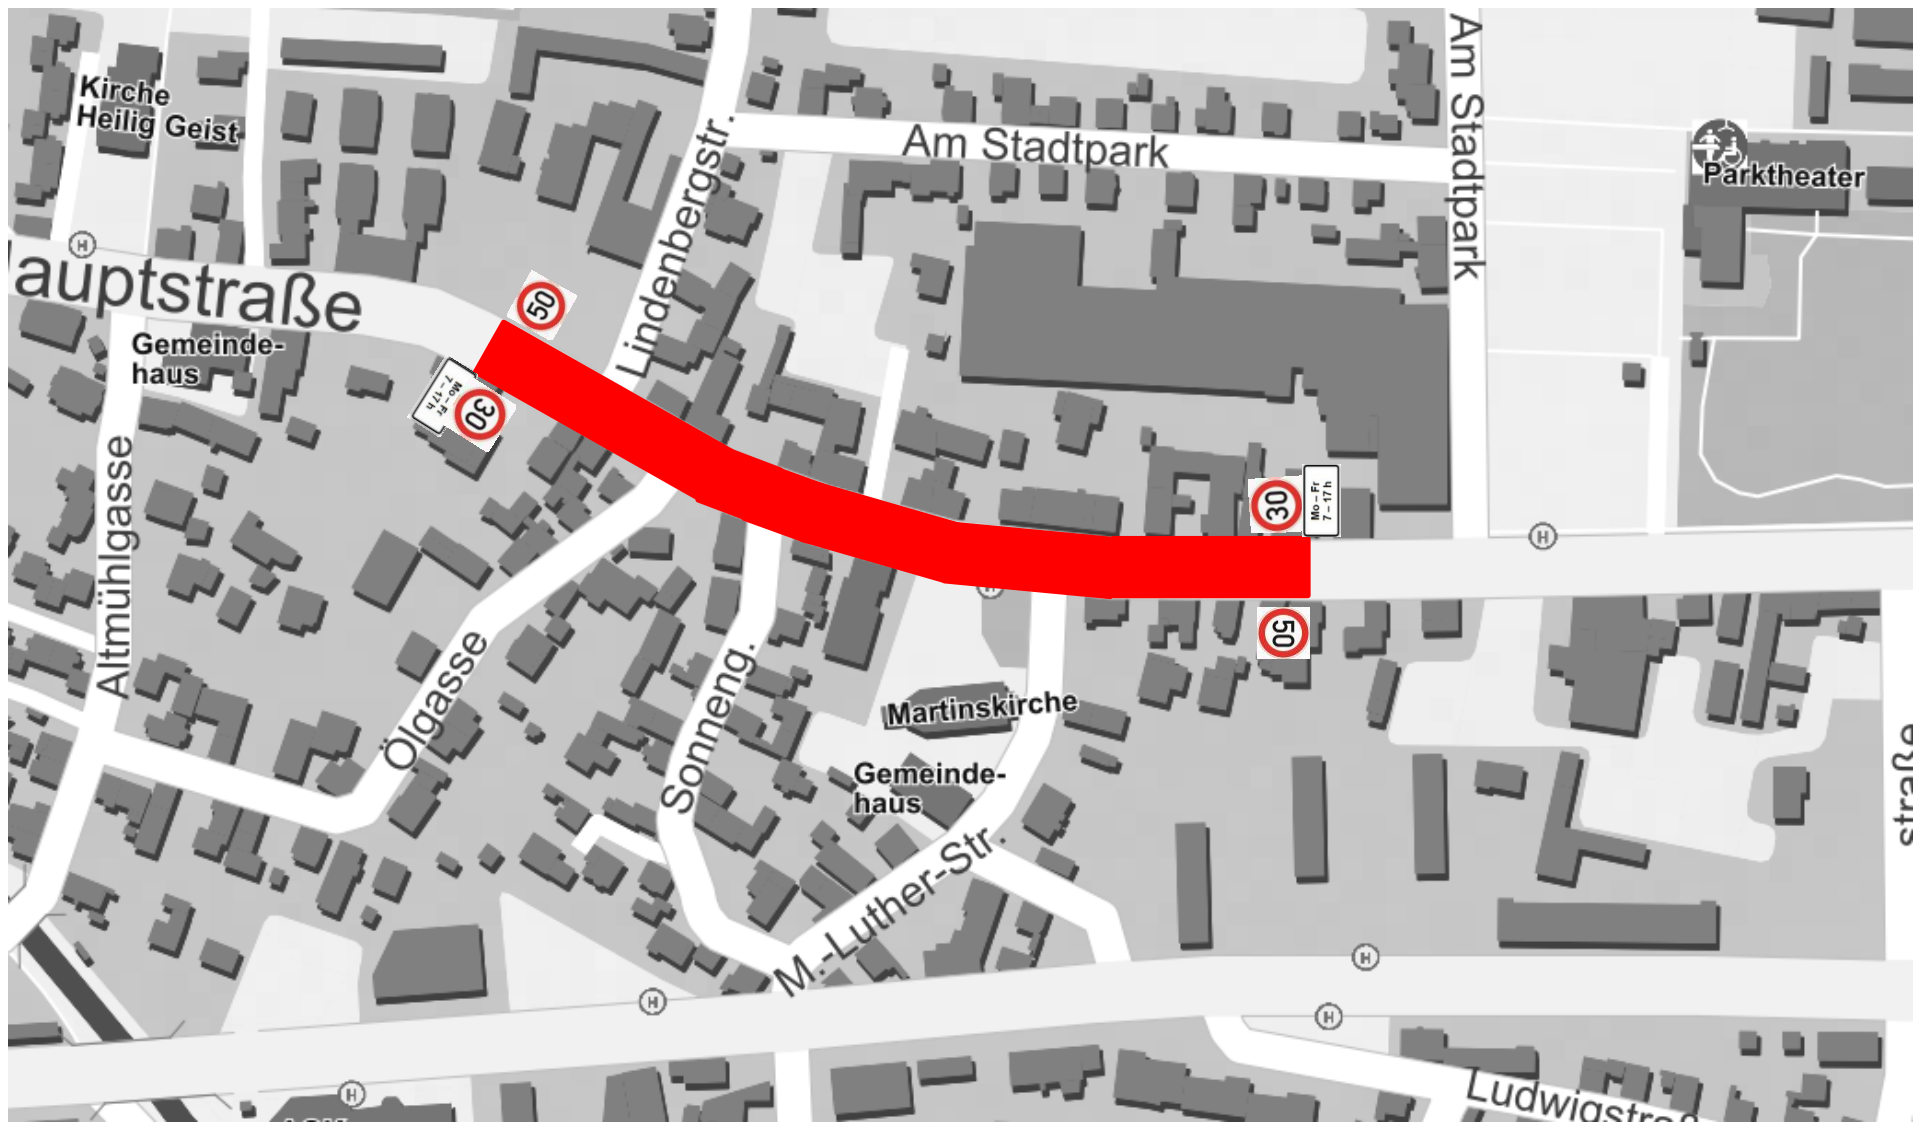 Kirche
Heilig Geist
H
auptstraße
Gemeinde-
haus
50
Mo – Fr
7 – 17 h
30
Lindenbergstr.
Am Stadtpark
Am Stadtpark
Parktheater
Altmühlgasse
30
Mo – Fr
7 – 17 h
H
H
50
Ölgasse
Sonneng.
Martinskirche
Gemeinde-
haus
M.-Luther-Str.
straße
H
H
H
H
Ludwigstraß